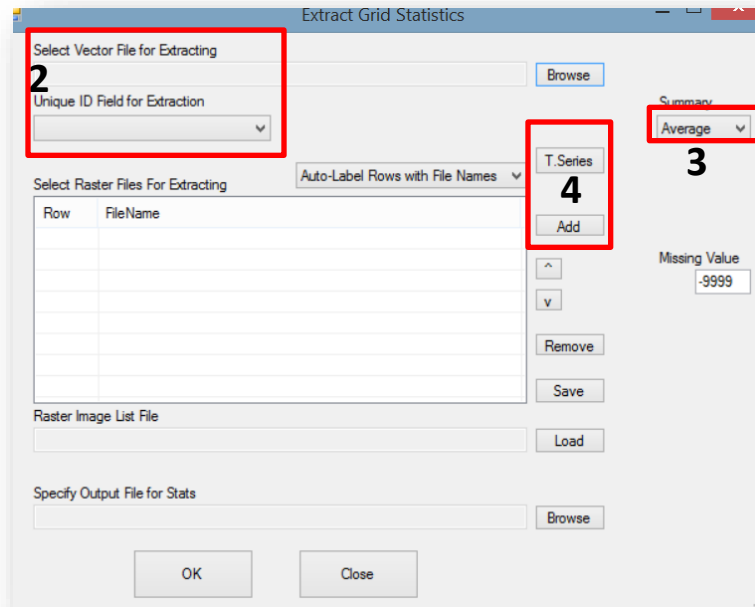 Extract Grid Statistics
Select Vector File for Extracting
2
Browse
Unique ID Field for Extraction
Summary
Average
3
T.Series
4
Auto-Label Rows with File Names
Select Raster Files For Extracting
Row FileName
Add
^
v
Missing Value
-9999
Remove
Save
Raster Image List File
Load
Specify Output File for Stats
Browse
OK
Close